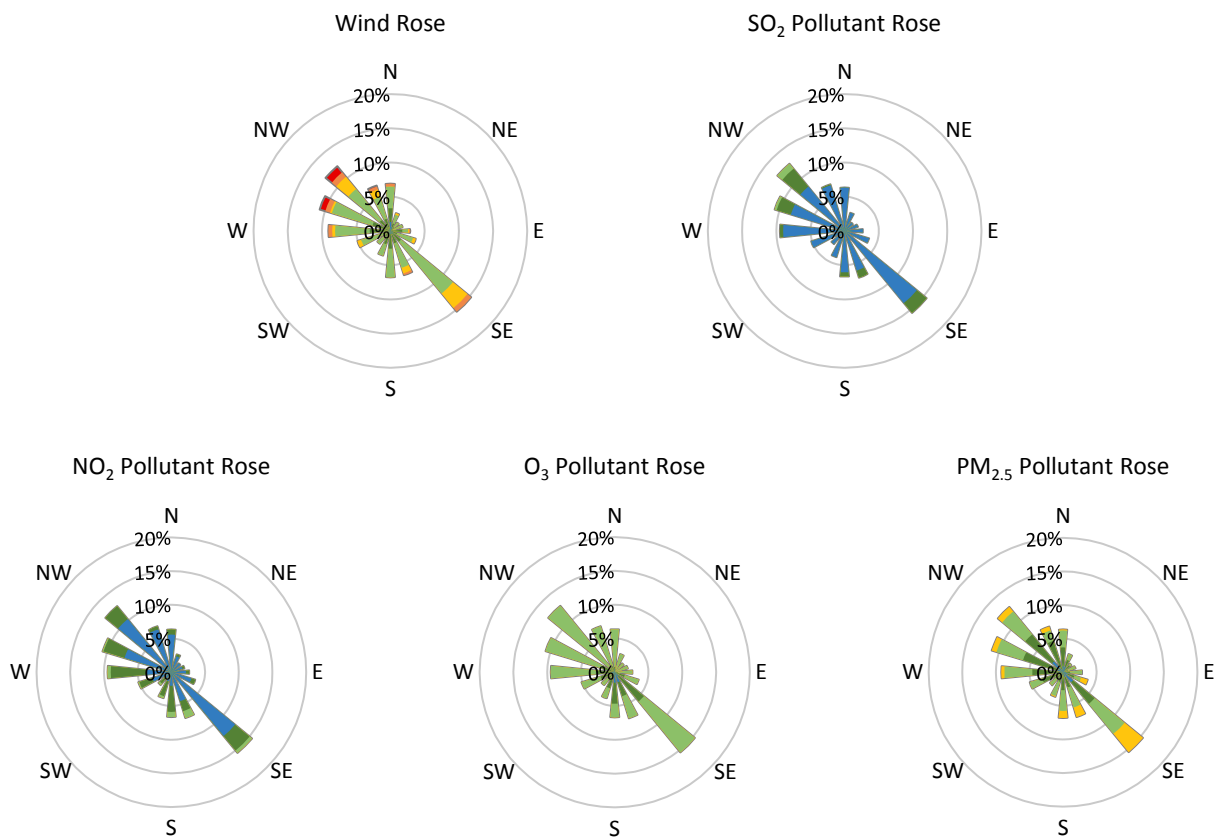 Wind Rose
N
20%
NW
NE
15%
10%
5%
W
0%
E
SW
SE
S
SO₂ Pollutant Rose
N
20%
NW
NE
15%
10%
5%
W
0%
E
SW
SE
S
NO₂ Pollutant Rose
N
20%
NW
NE
15%
10%
5%
W
0%
E
SW
SE
S
O₃ Pollutant Rose
N
20%
NW
NE
15%
10%
5%
W
0%
E
SW
SE
S
PM₂.₅ Pollutant Rose
N
20%
NW
NE
15%
10%
5%
W
0%
E
SW
SE
S